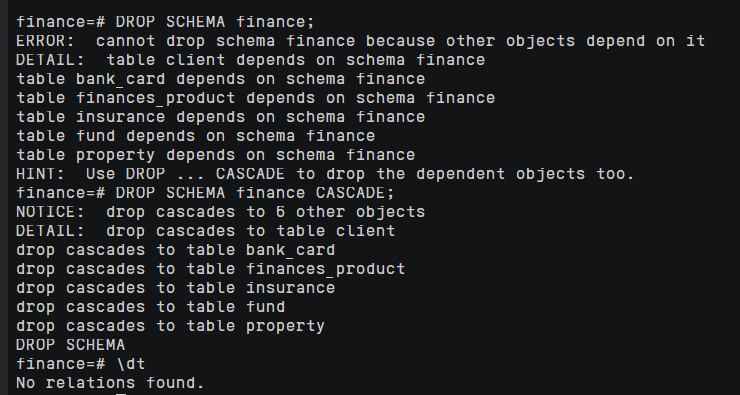 finance=# DROP SCHEMA finance;
ERROR:  cannot drop schema finance because other objects depend on it
DETAIL:  table client depends on schema finance
table bank_card depends on schema finance
table finances_product depends on schema finance
table insurance depends on schema finance
table fund depends on schema finance
table property depends on schema finance
HINT:  Use DROP ... CASCADE to drop the dependent objects too.
finance=# DROP SCHEMA finance CASCADE;
NOTICE:  drop cascades to 6 other objects
DETAIL:  drop cascades to table client
drop cascades to table bank_card
drop cascades to table finances_product
drop cascades to table insurance
drop cascades to table fund
drop cascades to table property
DROP SCHEMA
finance=# \dt
No relations found.